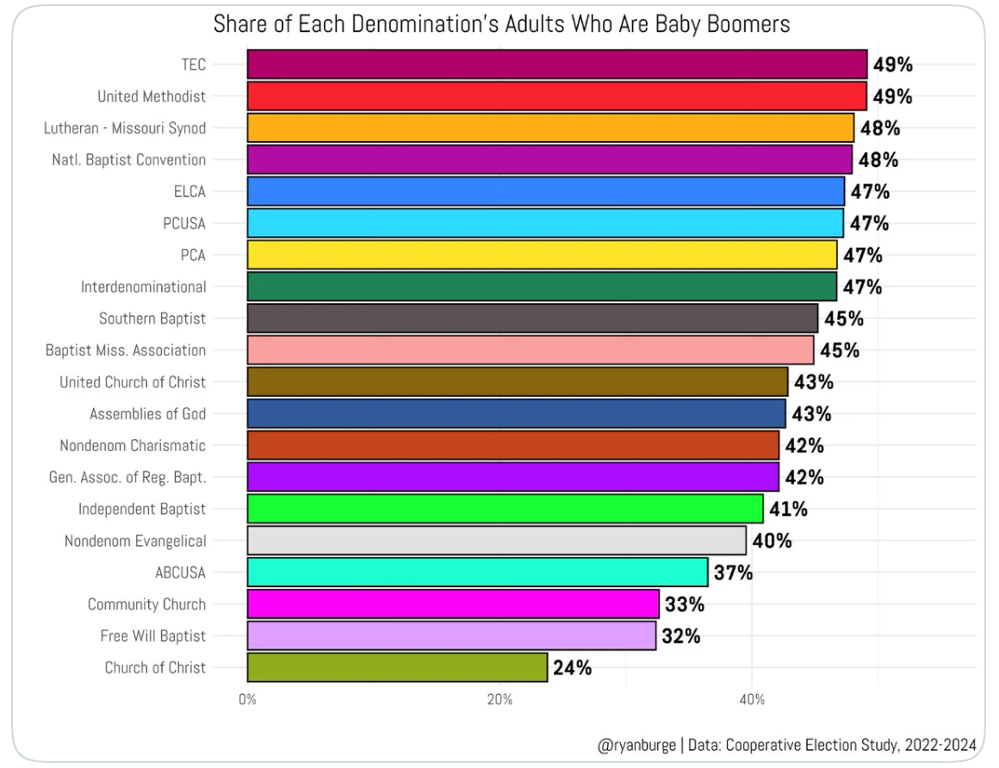 Share of Each Denomination's Adults Who Are Baby Boomers
TEC 49%
United Methodist 49%
Lutheran - Missouri Synod 48%
Natl. Baptist Convention 48%
ELCA 47%
PCUSA 47%
PCA 47%
Interdenominational 47%
Southern Baptist 45%
Baptist Miss. Association 45%
United Church of Christ 43%
Assemblies of God 43%
Nondenom Charismatic 42%
Gen. Assoc. of Reg. Bapt. 42%
Independent Baptist 41%
Nondenom Evangelical 40%
ABCUSA 37%
Community Church 33%
Free Will Baptist 32%
Church of Christ 24%
0% 20% 40%
@ryanburge | Data: Cooperative Election Study, 2022-2024